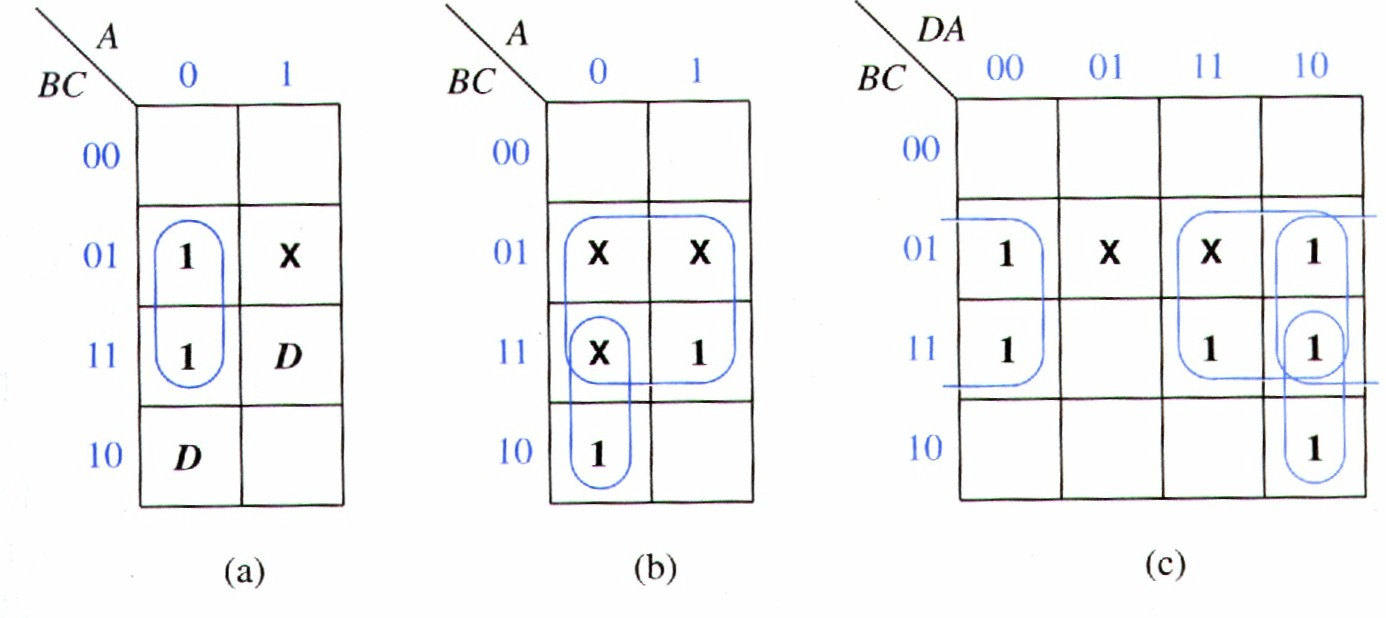 A A DA
BC 0 1 BC 0 1 BC 00 01 11 10
00 00 00
01 1 X 01 X X 01 1 X X 1
11 1 D 11 X 1 11 1 1 1
10 D 10 1 10 1
(a) (b) (c)